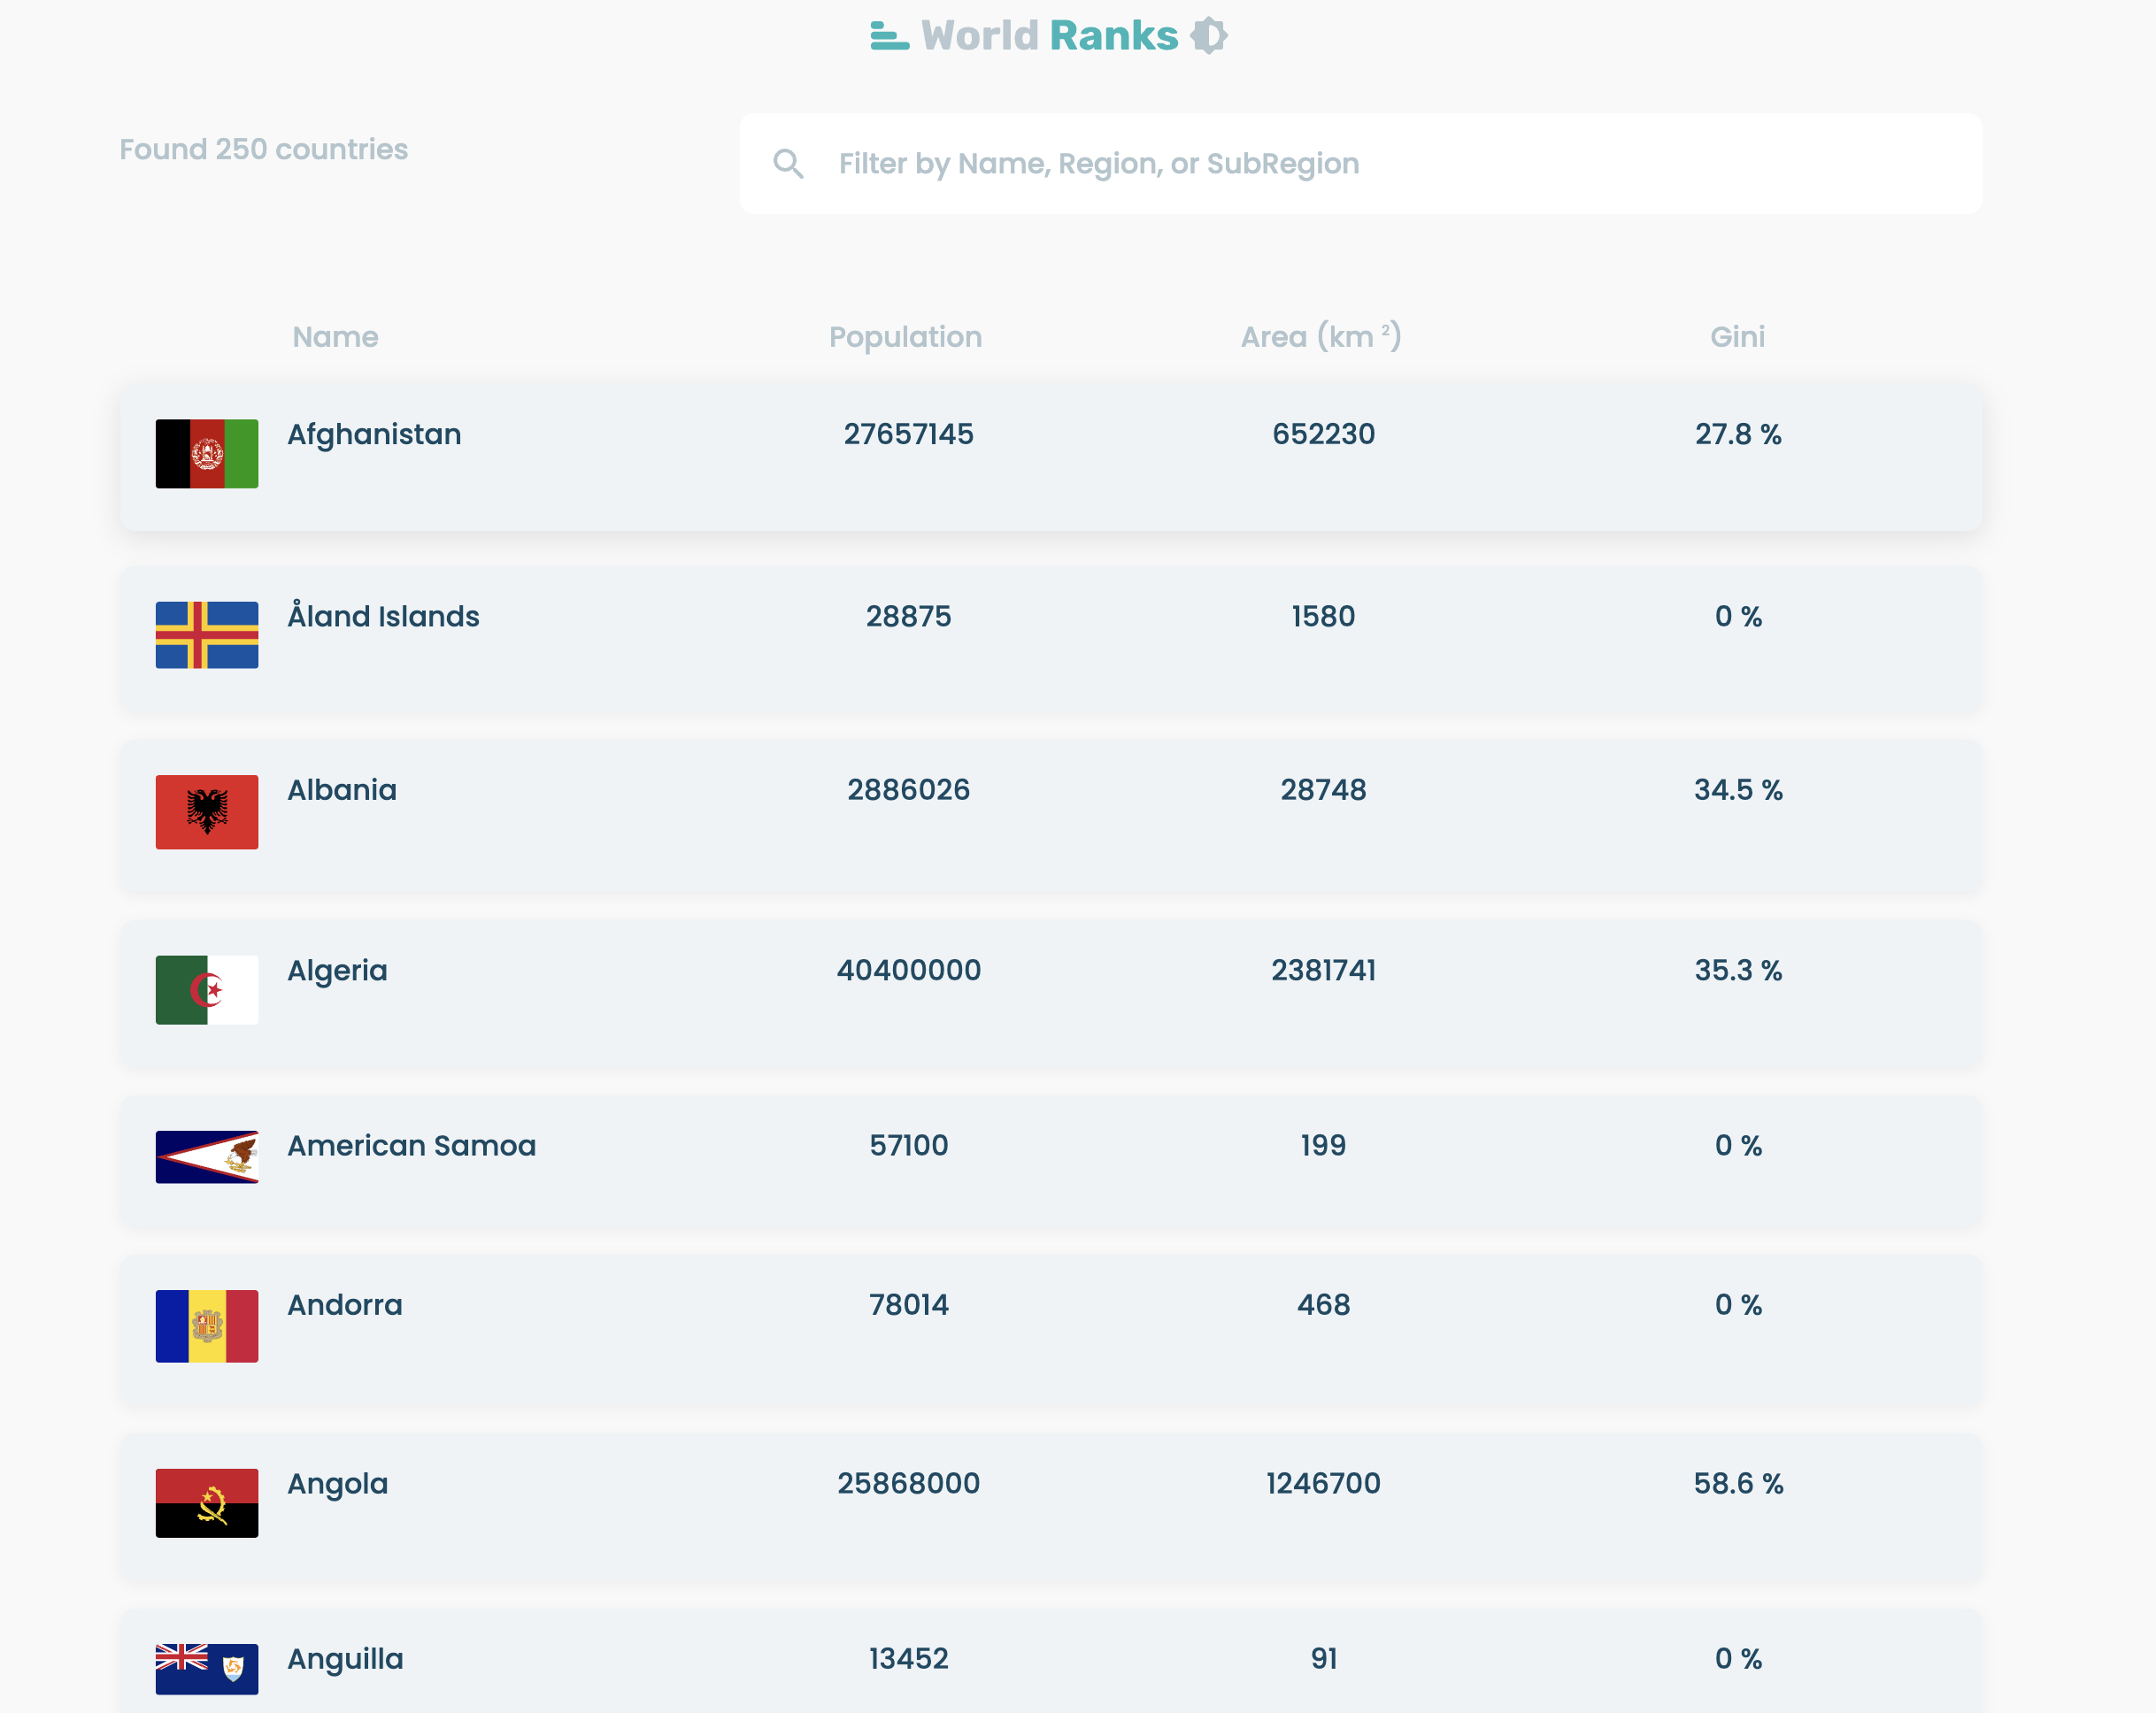 World Ranks
Found 250 countries
Filter by Name, Region, or SubRegion
Name Population Area (km ²) Gini
Afghanistan 27657145 652230 27.8 %
Åland Islands 28875 1580 0 %
Albania 2886026 28748 34.5 %
Algeria 40400000 2381741 35.3 %
American Samoa 57100 199 0 %
Andorra 78014 468 0 %
Angola 25868000 1246700 58.6 %
Anguilla 13452 91 0 %